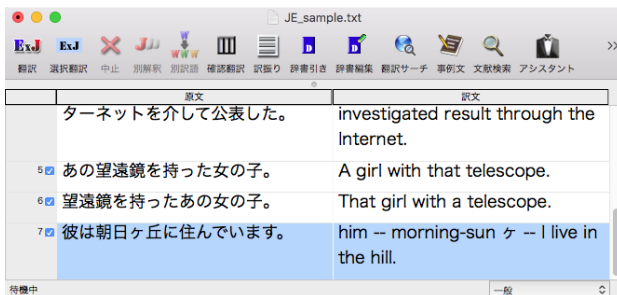 JE_sample.txt
ExJ ExJ JJJ W WWW D D
翻訳 選択翻訳 中止 別解釈 別訳語 確認翻訳 訳振り 辞書引き 辞書編集 翻訳サーチ 事例文 文献検索 アシスタント
原文 訳文
ターネットを介して公表した。 investigated result through the
Internet.
5 あの望遠鏡を持った女の子。 A girl with that telescope.
6 望遠鏡を持ったあの女の子。 That girl with a telescope.
7 彼は朝日ヶ丘に住んでいます。 him -- morning-sun ヶ -- I live in
the hill.
待機中 一般